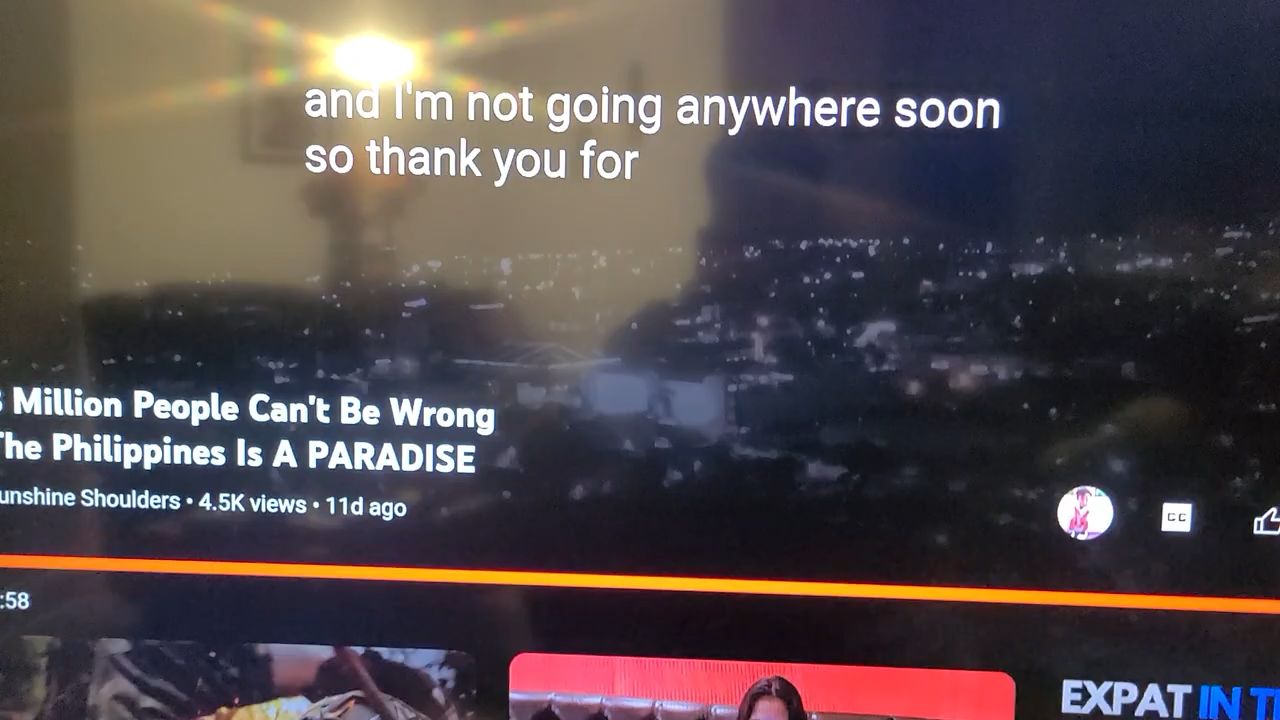 and I'm not going anywhere soon
so thank you for
Million People Can't Be Wrong
The Philippines Is A PARADISE
Shoulders • 4.5K views • 11d ago
CC
:58
EXPAT IN